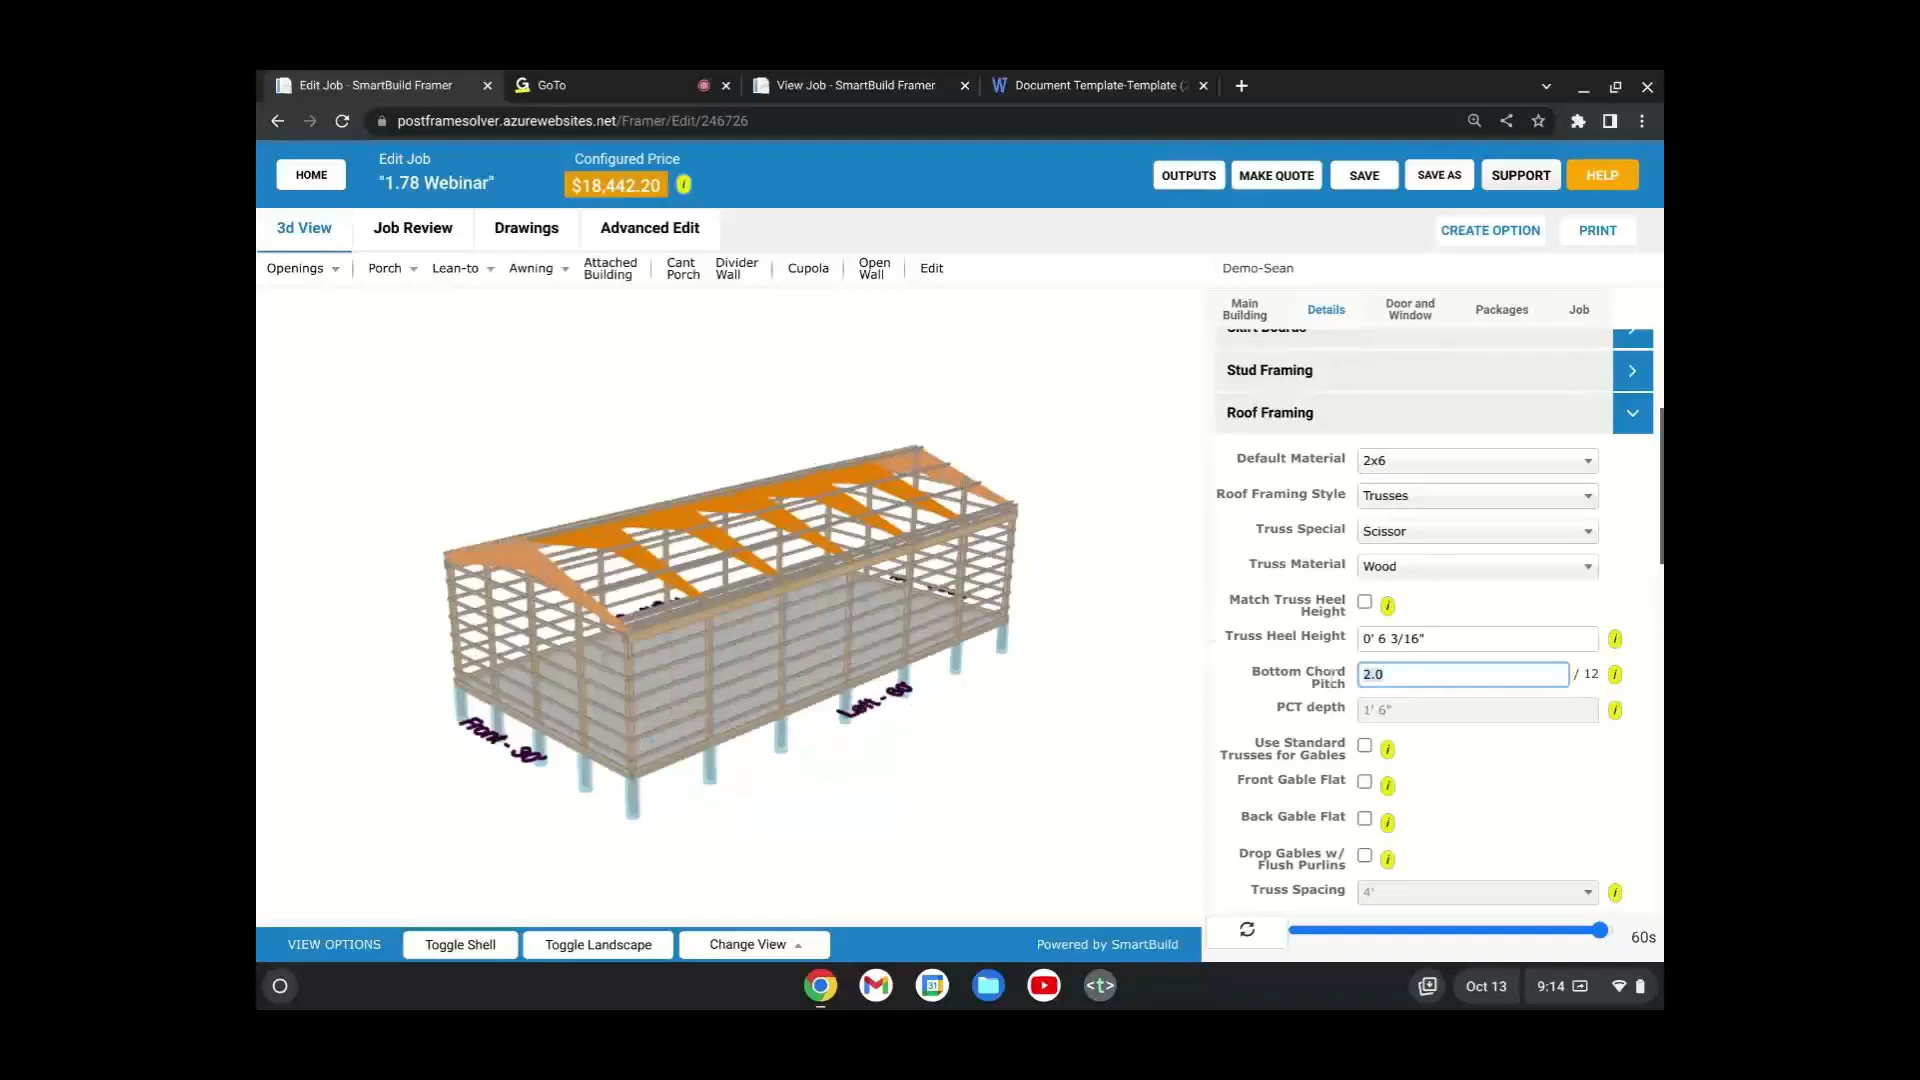 Edit Job - SmartBuild Framer
GoTo
View Job - SmartBuild Framer
Document Template-Template (
postframesolver.azurewebsites.net/Framer/Edit/246726
HOME
Edit Job
"1.78 Webinar"
Configured Price
$18,442.20
i
OUTPUTS
MAKE QUOTE
SAVE
SAVE AS
SUPPORT
HELP
3d View
Job Review
Drawings
Advanced Edit
CREATE OPTION
PRINT
Openings
Porch
Lean-to
Awning
Attached
Building
Cant
Porch
Divider
Wall
Cupola
Open
Wall
Edit
Demo-Sean
Main
Building
Details
Door and
Window
Packages
Job
Skirt Boards
Stud Framing
Roof Framing
Default Material
2x6
Roof Framing Style
Trusses
Truss Special
Scissor
Truss Material
Wood
Match Truss Heel
Height
i
Truss Heel Height
0' 6 3/16"
i
Bottom Chord
Pitch
2.0
/ 12
i
PCT depth
1' 6"
i
Use Standard
Trusses for Gables
i
Front Gable Flat
i
Back Gable Flat
i
Drop Gables w/
Flush Purlins
i
Truss Spacing
4'
i
60s
VIEW OPTIONS
Toggle Shell
Toggle Landscape
Change View
Powered by SmartBuild
31
<t>
Oct 13
9:14